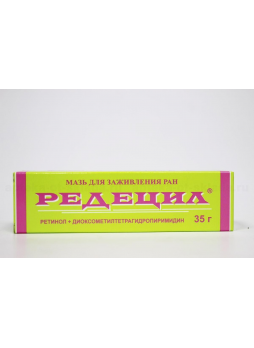 МАЗЬ ДЛЯ ЗАЖИВЛЕНИЯ РАН
РЕДЕЦИЛ®
РЕТИНОЛ + ДИОКСОМЕТИЛТЕТРАГИДРОПИРИМИДИН 35 г